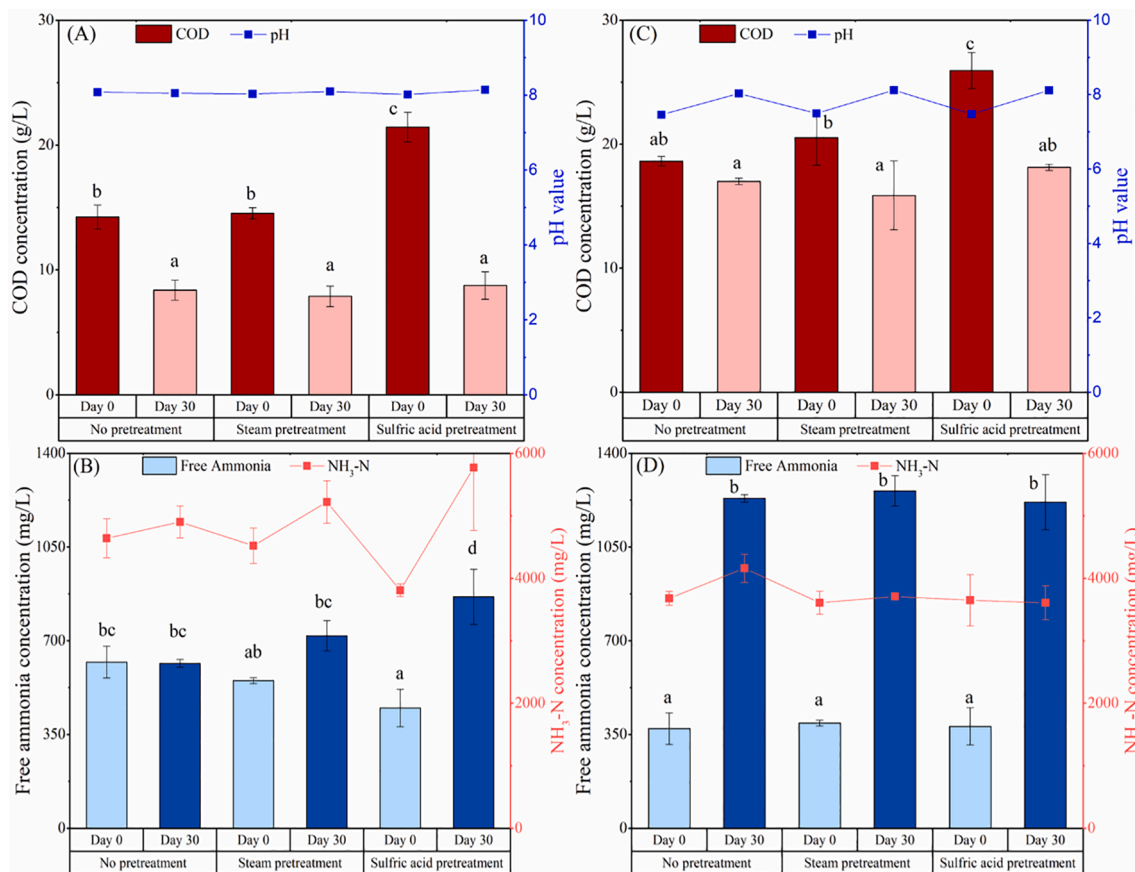 (A) COD pH
COD concentration (g/L)
30
20
10
0
b a b a c a
pH value
10
8
6
4
2
0
Day 0 Day 30 Day 0 Day 30 Day 0 Day 30
No pretreatment Steam pretreatment Sulfric acid pretreatment
(C) COD pH
COD concentration (g/L)
30
20
10
0
ab a b a c ab
pH value
10
8
6
4
2
0
Day 0 Day 30 Day 0 Day 30 Day 0 Day 30
No pretreatment Steam pretreatment Sulfric acid pretreatment
(B) Free Ammonia NH3-N
Free ammonia concentration (mg/L)
1400
1050
700
350
0
bc bc ab bc a d
NH3-N concentration (mg/L)
6000
4000
2000
0
Day 0 Day 30 Day 0 Day 30 Day 0 Day 30
No pretreatment Steam pretreatment Sulfric acid pretreatment
(D) Free Ammonia NH3-N
Free ammonia concentration (mg/L)
1400
1050
700
350
0
a b a b a b
NH -N concentration (mg/L)
6000
4000
2000
0
Day 0 Day 30 Day 0 Day 30 Day 0 Day 30
No pretreatment Steam pretreatment Sulfric acid pretreatment